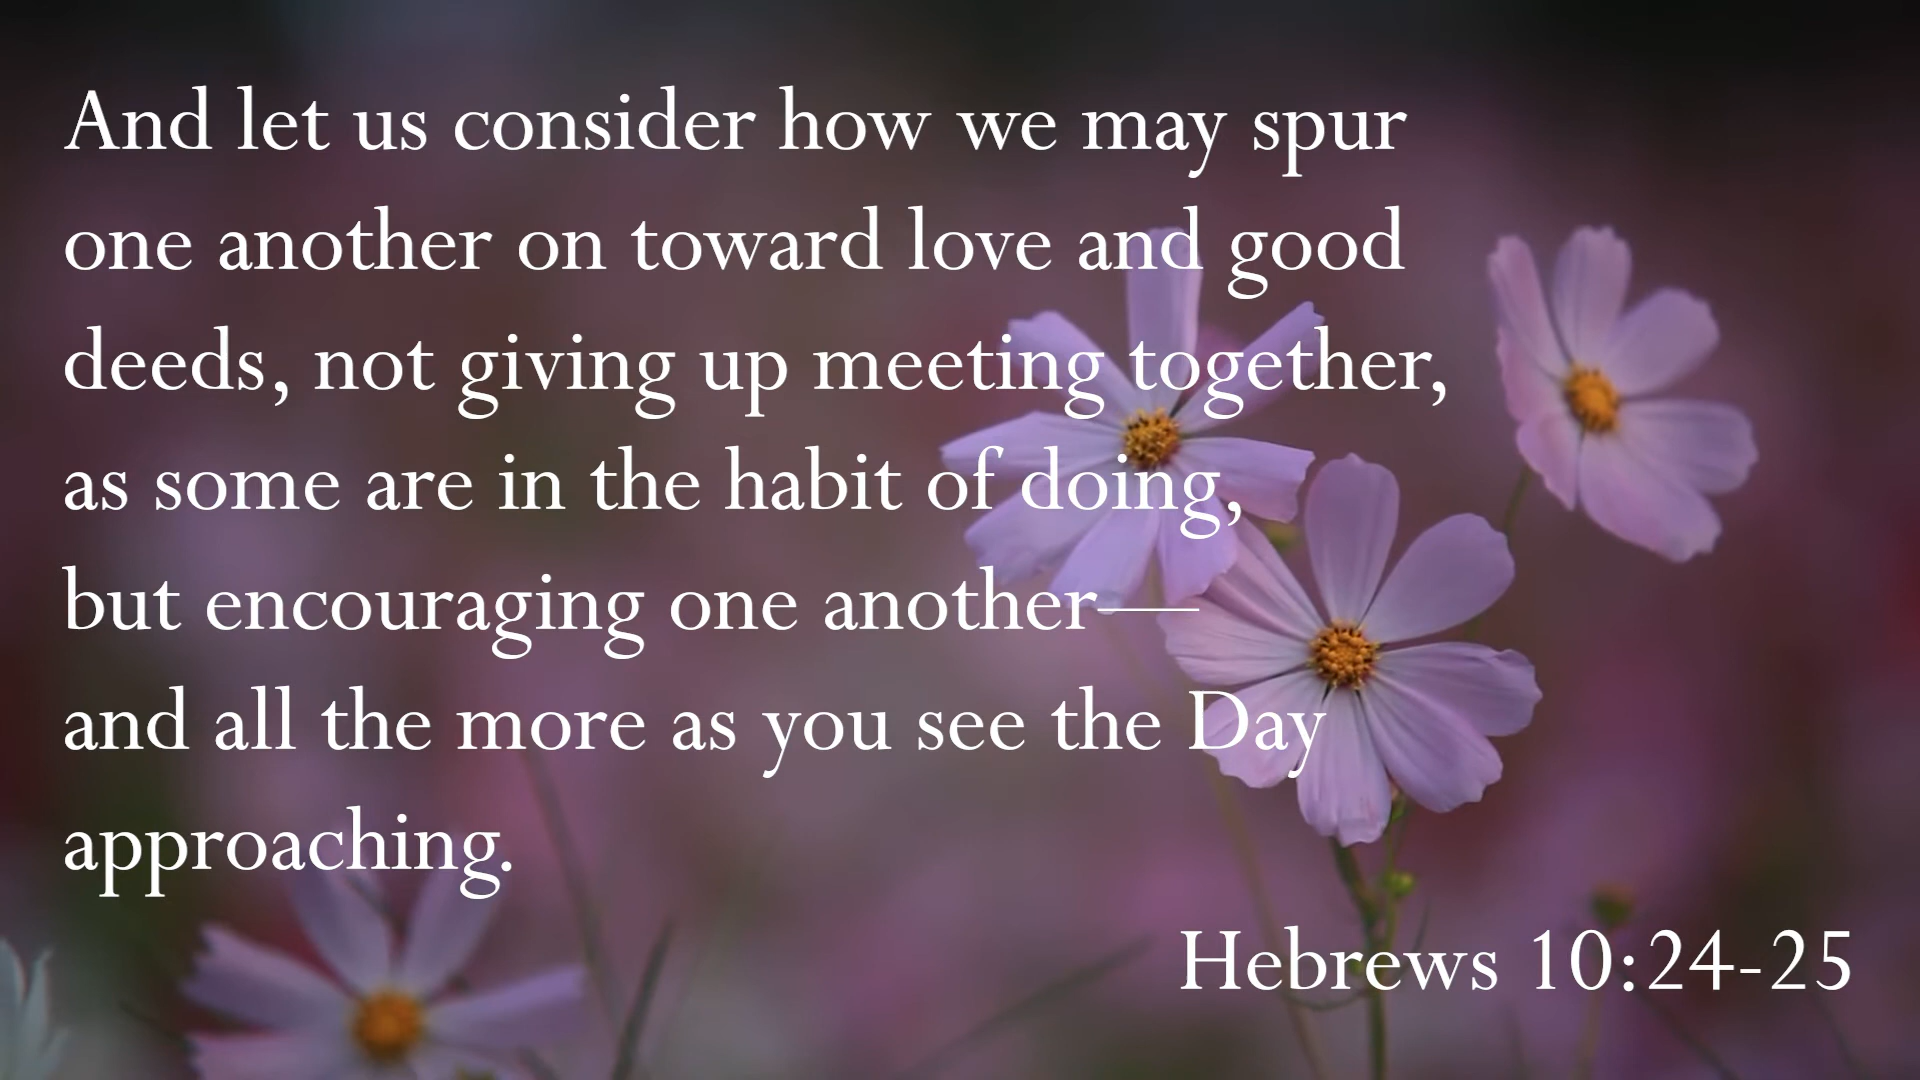 And let us consider how we may spur
one another on toward love and good
deeds, not giving up meeting together,
as some are in the habit of doing,
but encouraging one another—
and all the more as you see the Day
approaching.
Hebrews 10:24-25